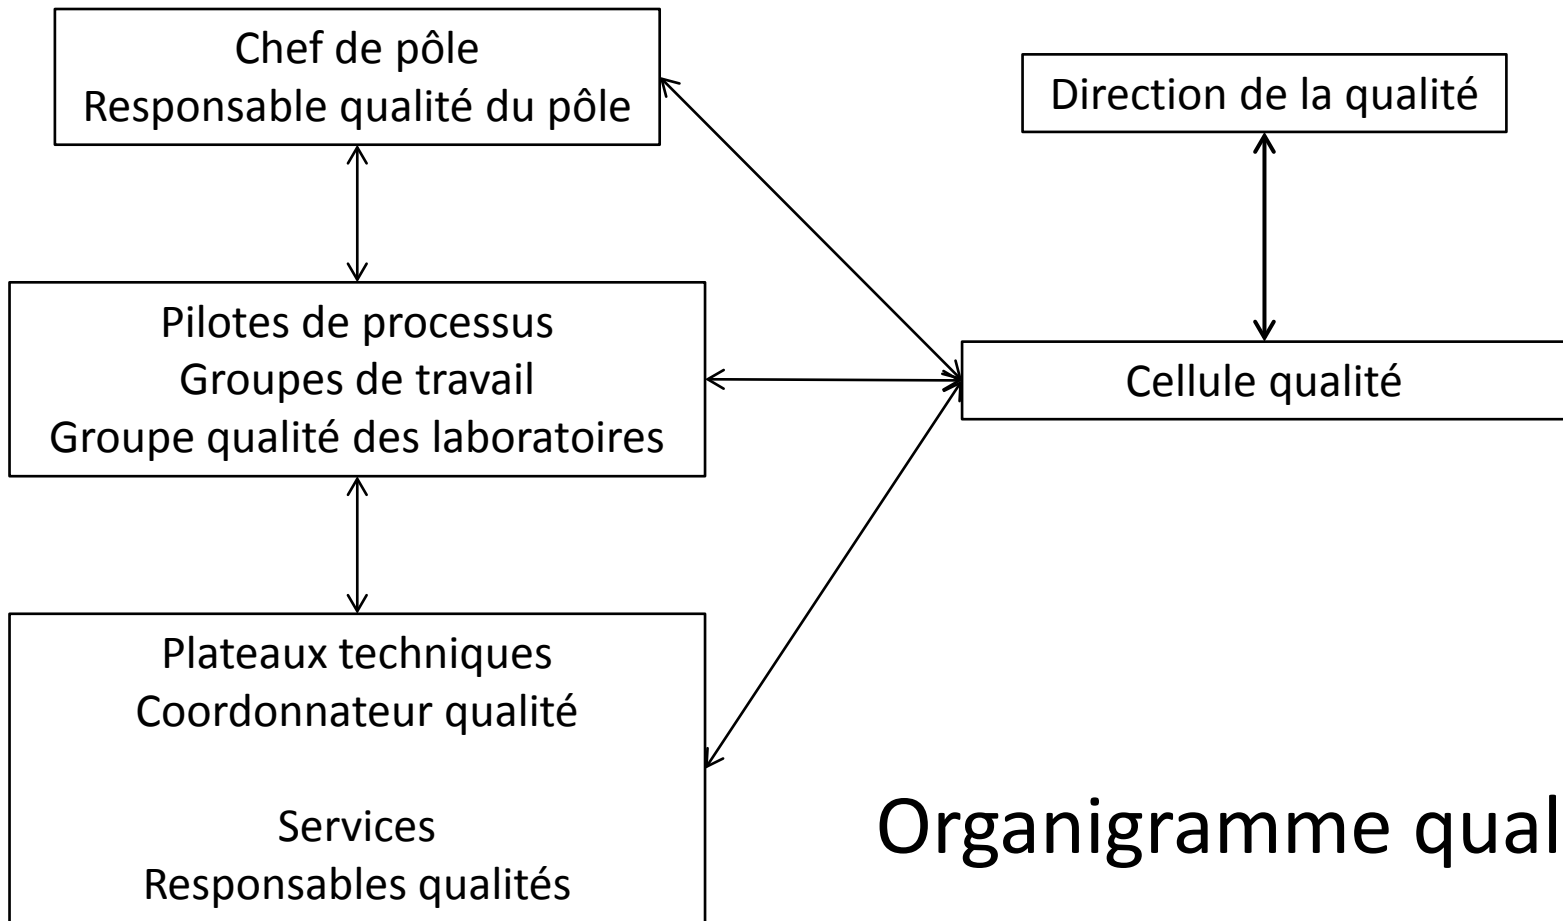 Chef de pôle
Responsable qualité du pôle
Direction de la qualité
Pilotes de processus
Groupes de travail
Groupe qualité des laboratoires
Cellule qualité
Plateaux techniques
Coordonnateur qualité
Services
Responsables qualités
Organigramme qual